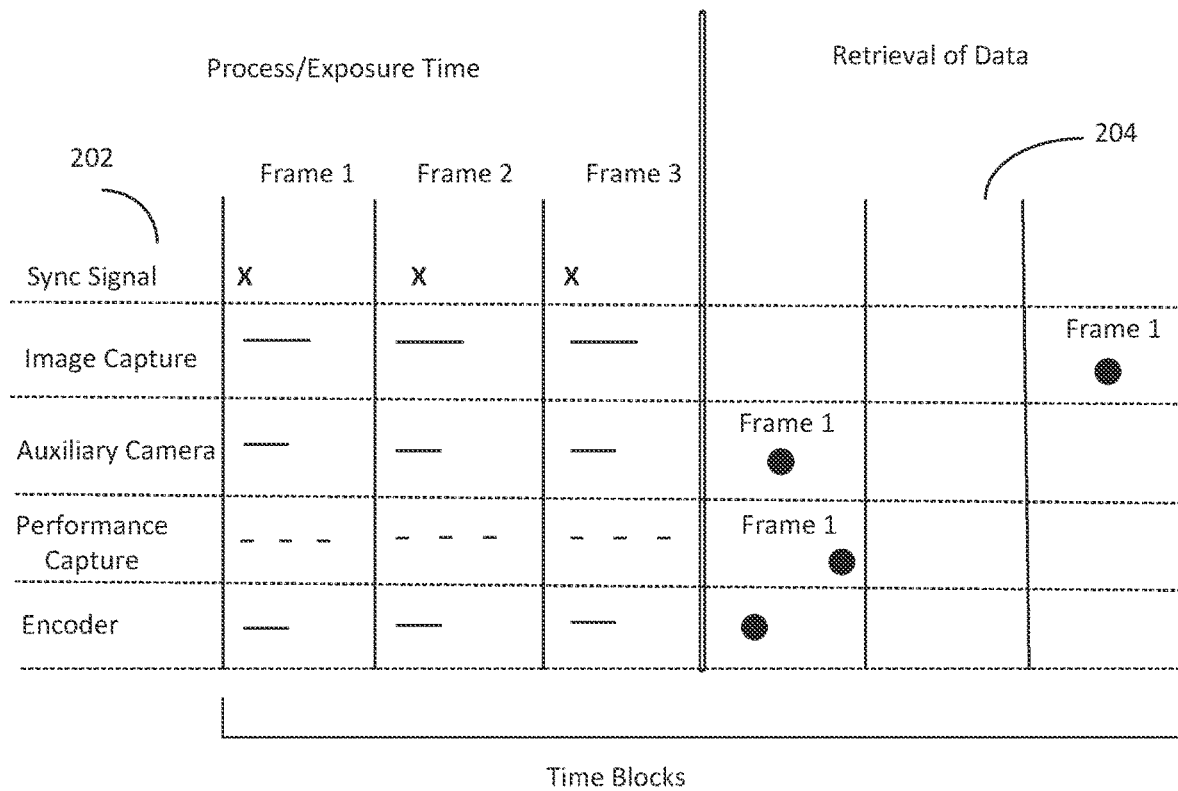 Process/Exposure Time
Retrieval of Data
202
204
Frame 1
Frame 2
Frame 3
Sync Signal
X
X
X
Image Capture
Frame 1
Auxiliary Camera
Frame 1
Performance
Capture
Frame 1
Encoder
Time Blocks